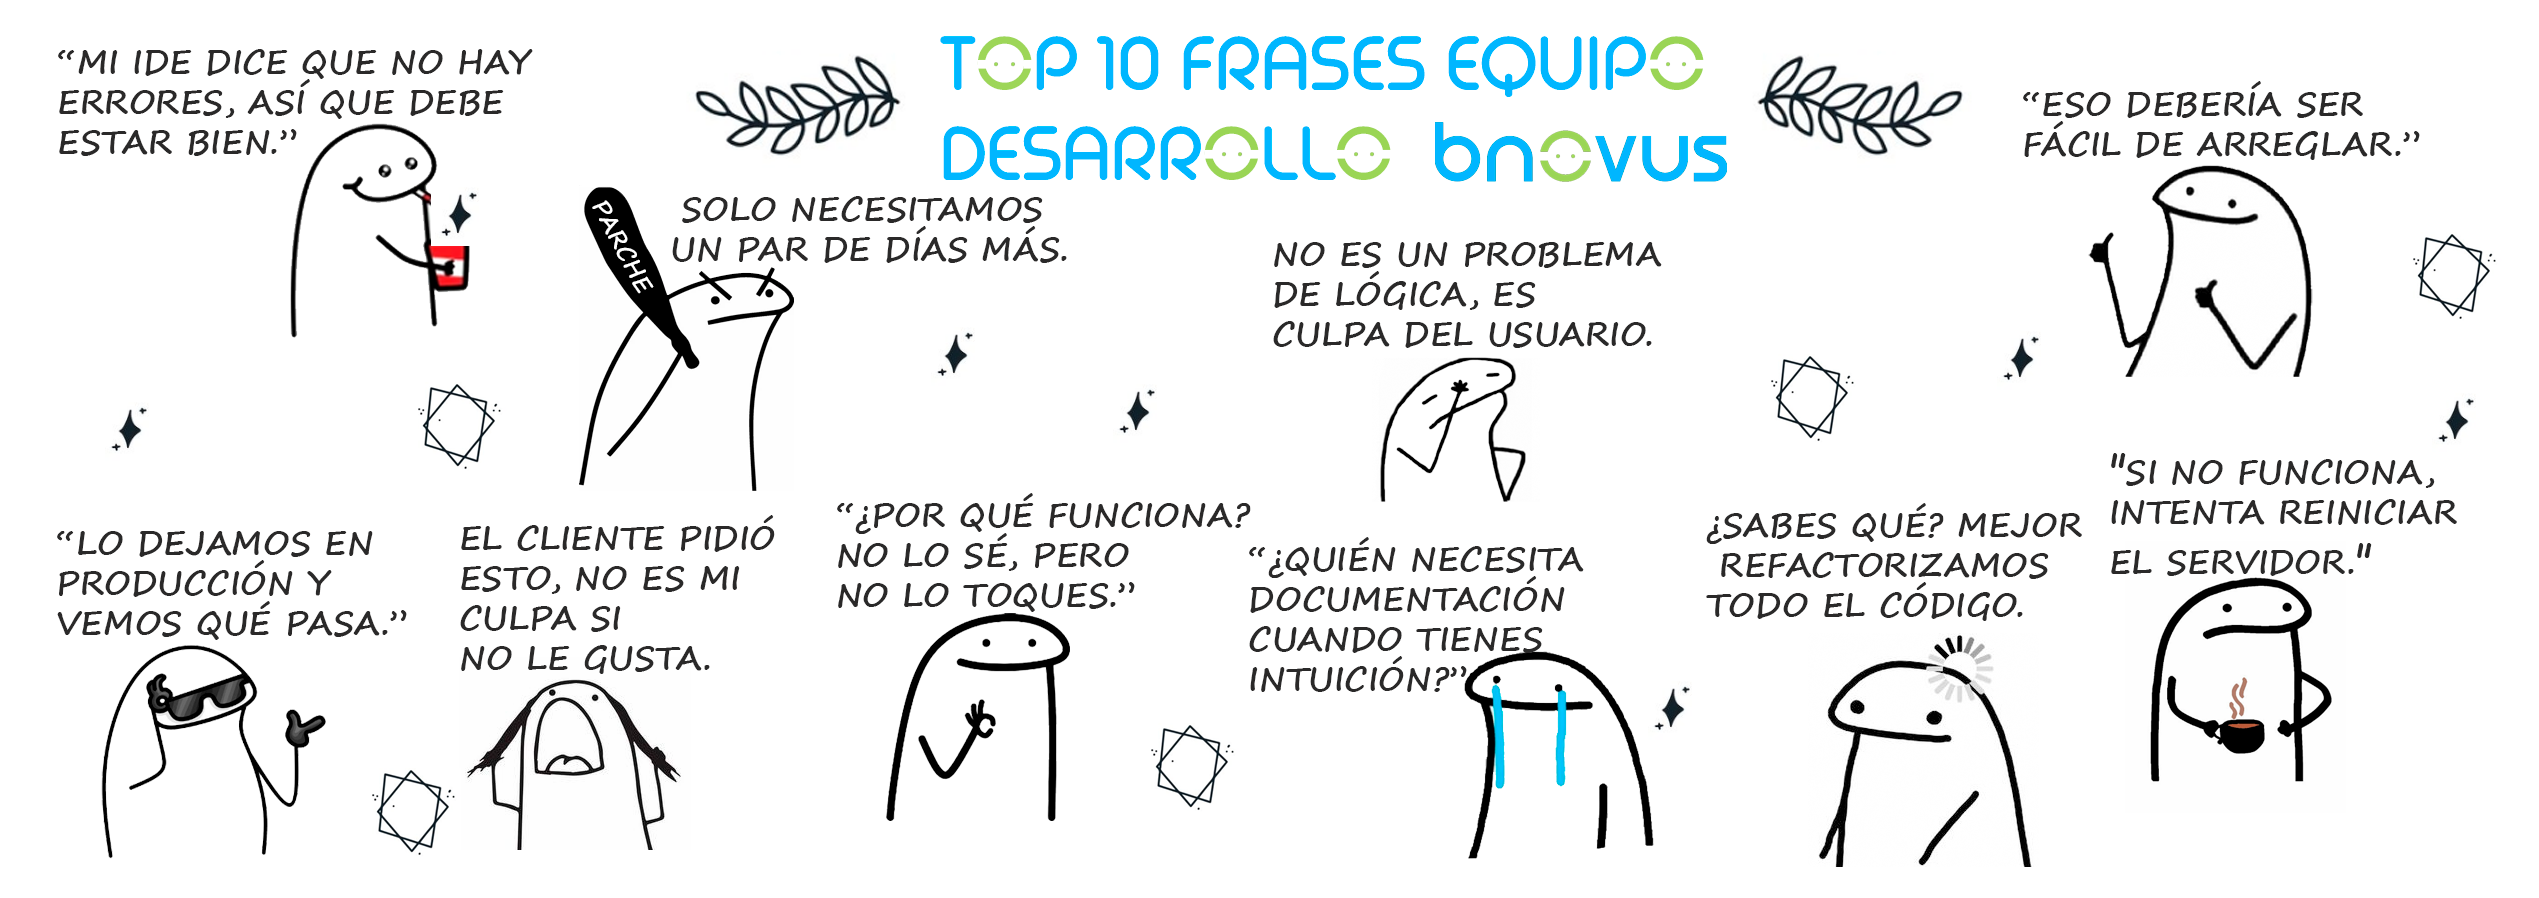 TOP 10 FRASES EQUIPO
DESARROLLO bnovus
“MI IDE DICE QUE NO HAY
ERRORES, ASÍ QUE DEBE
ESTAR BIEN.”
PARCHE
SOLO NECESITAMOS
UN PAR DE DÍAS MÁS.
NO ES UN PROBLEMA
DE LÓGICA, ES
CULPA DEL USUARIO.
“ESO DEBERÍA SER
FÁCIL DE ARREGLAR.”
“LO DEJAMOS EN
PRODUCCIÓN Y
VEMOS QUÉ PASA.”
EL CLIENTE PIDIÓ
ESTO, NO ES MI
CULPA SI
NO LE GUSTA.
“¿POR QUÉ FUNCIONA?
NO LO SÉ, PERO
NO LO TOQUES.”
“¿QUIÉN NECESITA
DOCUMENTACIÓN
CUANDO TIENES
INTUICIÓN?”
¿SABES QUÉ? MEJOR
REFACTORIZAMOS
TODO EL CÓDIGO.
"SI NO FUNCIONA,
INTENTA REINICIAR
EL SERVIDOR."